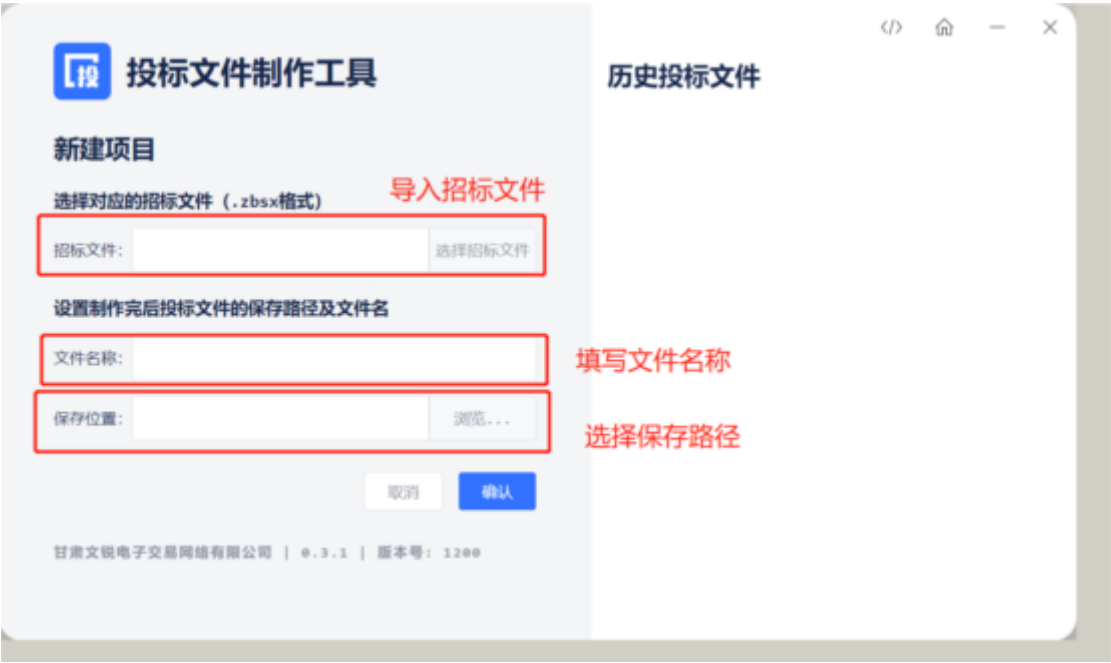 投
投标文件制作工具
历史投标文件
新建项目
导入招标文件
选择对应的招标文件（.zbsx格式）
招标文件：
选择招标文件
设置制作完后投标文件的保存路径及文件名
文件名称：
填写文件名称
保存位置：
浏览...
选择保存路径
取消
确认
甘肃文锐电子交易网络有限公司 | 0.3.1 | 版本号：1200